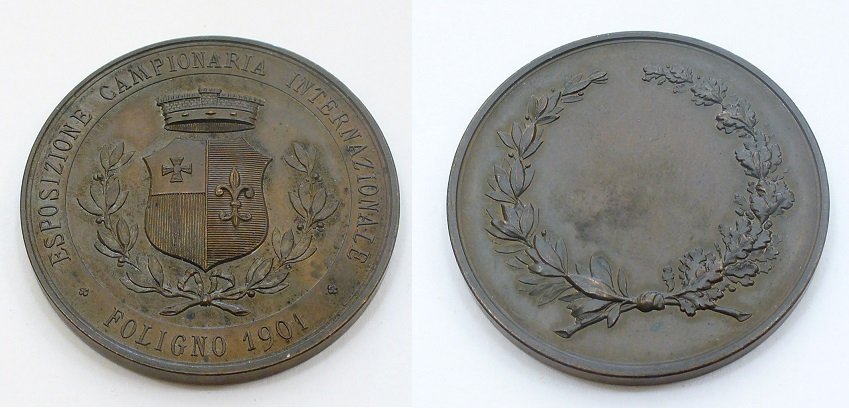 ESPOSIZIONE CAMPIONARIA INTERNAZIONALE
FOLIGNO 1901